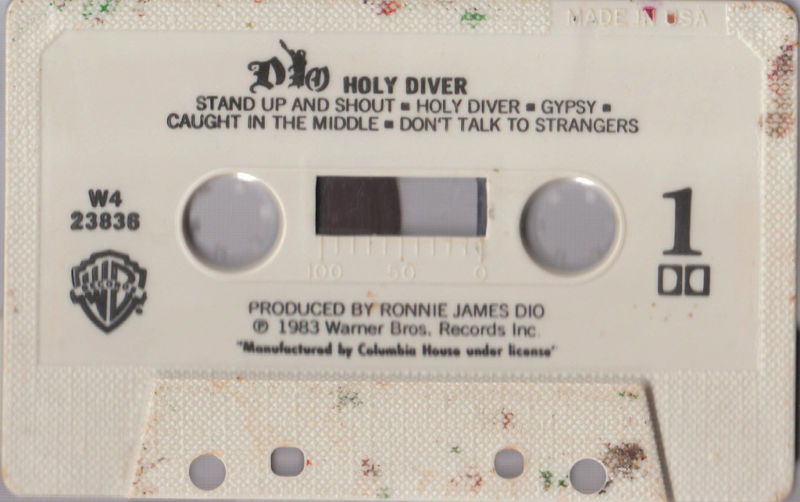 MADE IN USA
DIO HOLY DIVER
STAND UP AND SHOUT ▪ HOLY DIVER ▪ GYPSY ▪
CAUGHT IN THE MIDDLE ▪ DON'T TALK TO STRANGERS
W4
23836
1
RECORDS
100 50 0
PRODUCED BY RONNIE JAMES DIO
℗ 1983 Warner Bros. Records Inc.
"Manufactured by Columbia House under license"